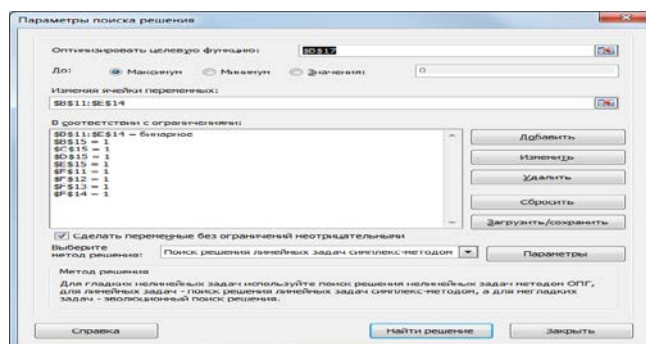 Параметры поиска решения
Оптимизировать целевую функцию: $D$17
До: Максимум Минимум Значения: 0
Изменяя ячейки переменных:
$B$11:$E$14
В соответствии с ограничениями:
$B$11:$E$14 = бинарное
$B$15 = 1
$C$15 = 1
$D$15 = 1
$E$15 = 1
$F$11 = 1
$F$12 = 1
$F$13 = 1
$F$14 = 1
Добавить
Изменить
Удалить
Сбросить
Загрузить/сохранить
Сделать переменные без ограничений неотрицательными
Выберите
метод решения: Поиск решения линейных задач симплекс-методом Параметры
Метод решения
Для гладких нелинейных задач используйте поиск решения нелинейных задач методом ОПГ,
для линейных задач - поиск решения линейных задач симплекс-методом, а для негладких
задач - эволюционный поиск решения.
Справка Найти решение Закрыть